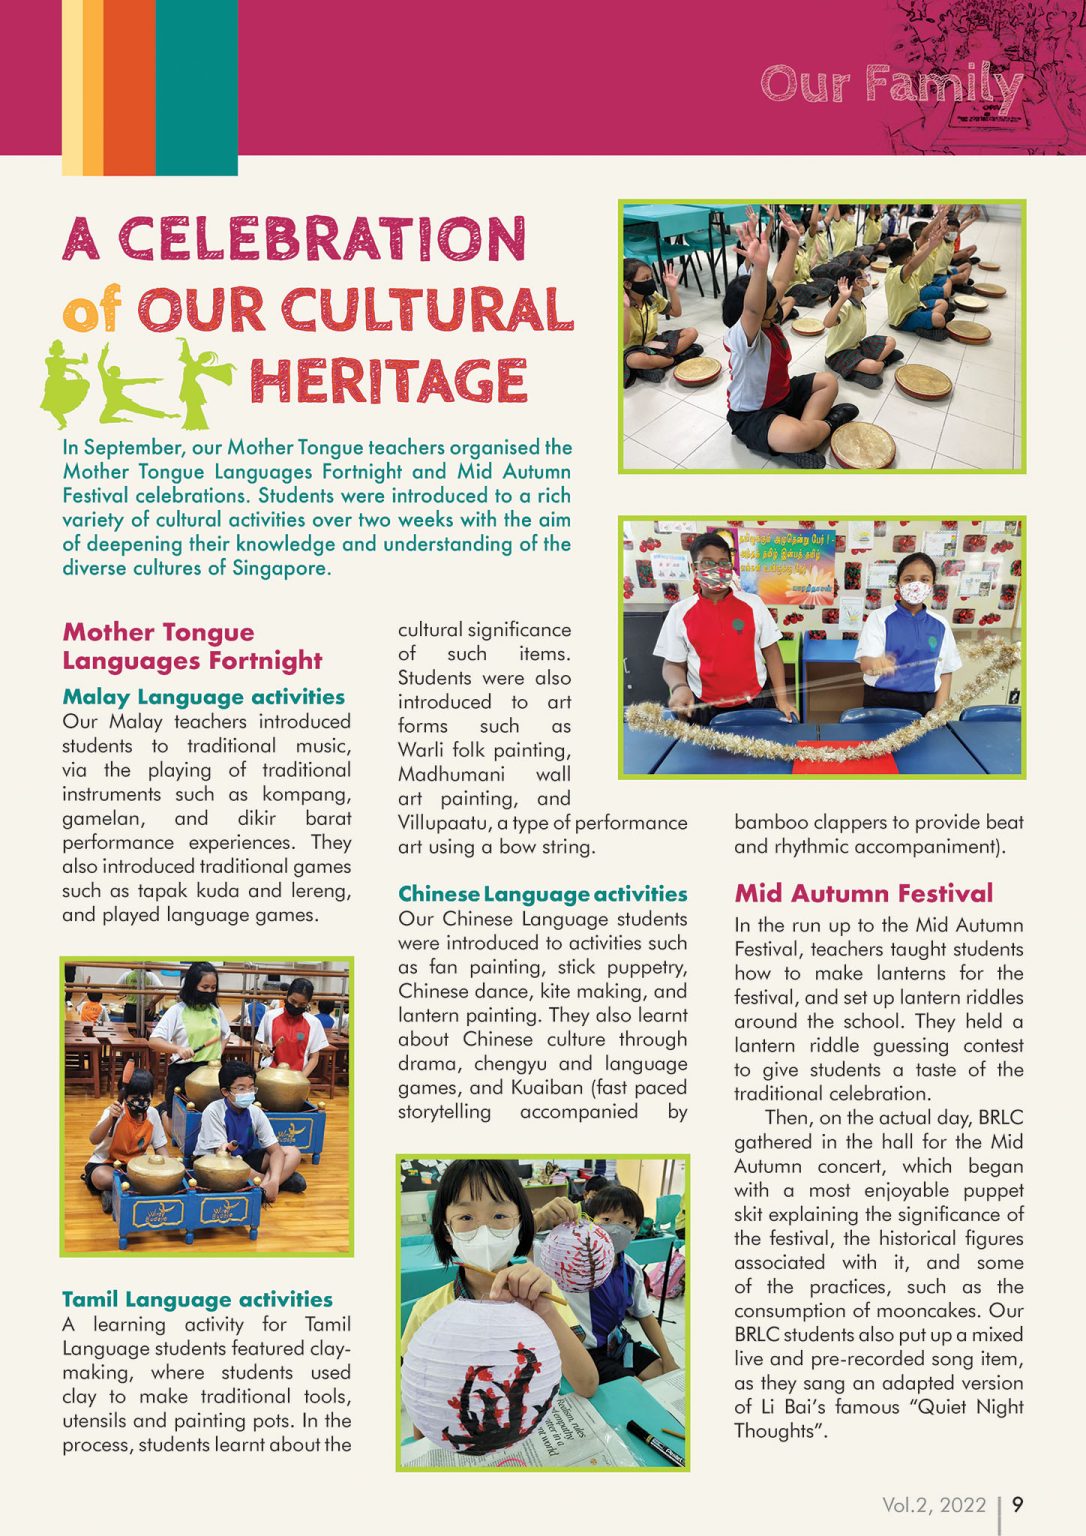 Our Family
A CELEBRATION
of OUR CULTURAL
HERITAGE
In September, our Mother Tongue teachers organised the
Mother Tongue Languages Fortnight and Mid Autumn
Festival celebrations. Students were introduced to a rich
variety of cultural activities over two weeks with the aim
of deepening their knowledge and understanding of the
diverse cultures of Singapore.
Mother Tongue
Languages Fortnight
Malay Language activities
Our Malay teachers introduced
students to traditional music,
via the playing of traditional
instruments such as kompang,
gamelan, and dikir barat
performance experiences. They
also introduced traditional games
such as tapak kuda and lereng,
and played language games.
Tamil Language activities
A learning activity for Tamil
Language students featured clay-
making, where students used
clay to make traditional tools,
utensils and painting pots. In the
process, students learnt about the
cultural significance
of such items.
Students were also
introduced to art
forms such as
Warli folk painting,
Madhumani wall
art painting, and
Villupaatu, a type of performance
art using a bow string.
Chinese Language activities
Our Chinese Language students
were introduced to activities such
as fan painting, stick puppetry,
Chinese dance, kite making, and
lantern painting. They also learnt
about Chinese culture through
drama, chengyu and language
games, and Kuaiban (fast paced
storytelling accompanied by
bamboo clappers to provide beat
and rhythmic accompaniment).
Mid Autumn Festival
In the run up to the Mid Autumn
Festival, teachers taught students
how to make lanterns for the
festival, and set up lantern riddles
around the school. They held a
lantern riddle guessing contest
to give students a taste of the
traditional celebration.
Then, on the actual day, BRLC
gathered in the hall for the Mid
Autumn concert, which began
with a most enjoyable puppet
skit explaining the significance of
the festival, the historical figures
associated with it, and some
of the practices, such as the
consumption of mooncakes. Our
BRLC students also put up a mixed
live and pre-recorded song item,
as they sang an adapted version
of Li Bai's famous "Quiet Night
Thoughts".
Vol.2, 2022 9